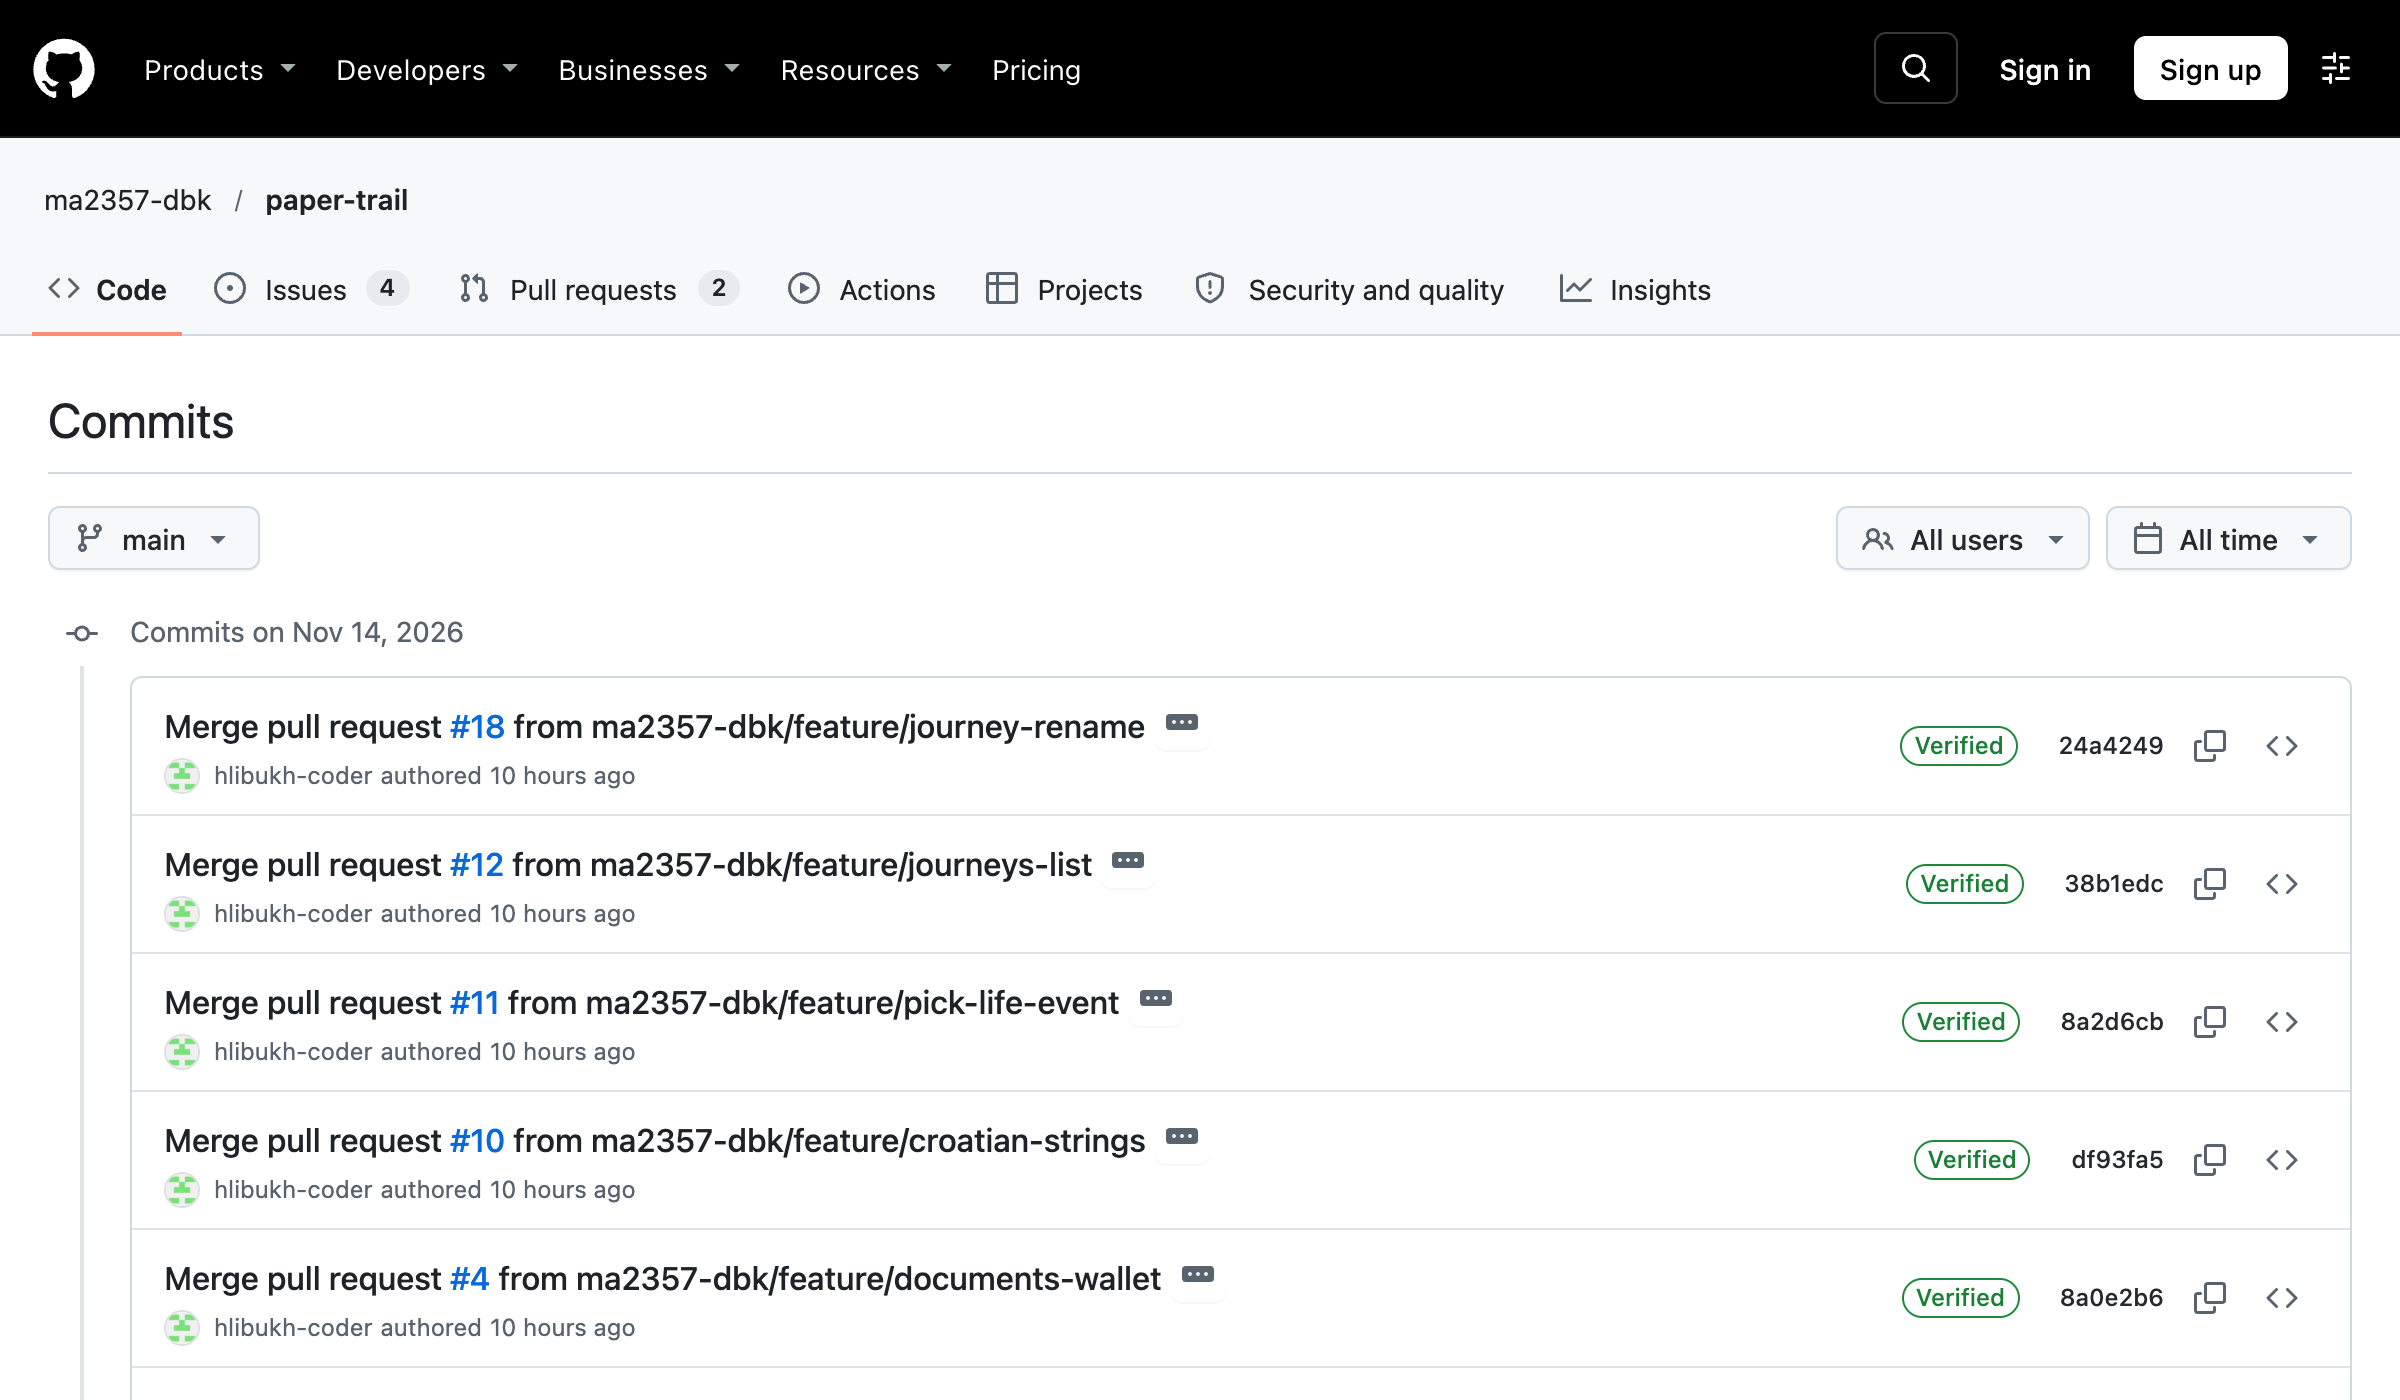 Products Developers Businesses Resources Pricing Sign in Sign up
ma2357-dbk / paper-trail
Code Issues 4 Pull requests 2 Actions Projects Security and quality Insights
Commits
main All users All time
Commits on Nov 14, 2026
Merge pull request #18 from ma2357-dbk/feature/journey-rename
Verified 24a4249
hlibukh-coder authored 10 hours ago
Merge pull request #12 from ma2357-dbk/feature/journeys-list
Verified 38b1edc
hlibukh-coder authored 10 hours ago
Merge pull request #11 from ma2357-dbk/feature/pick-life-event
Verified 8a2d6cb
hlibukh-coder authored 10 hours ago
Merge pull request #10 from ma2357-dbk/feature/croatian-strings
Verified df93fa5
hlibukh-coder authored 10 hours ago
Merge pull request #4 from ma2357-dbk/feature/documents-wallet
Verified 8a0e2b6
hlibukh-coder authored 10 hours ago